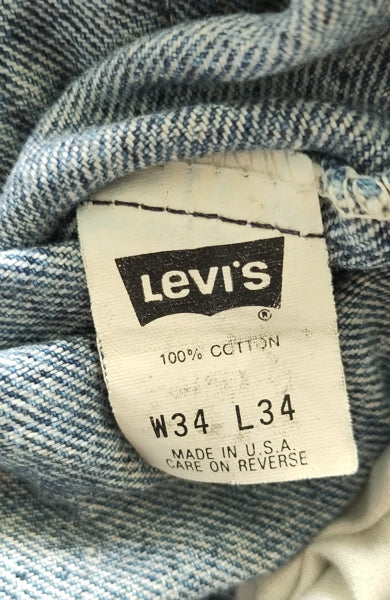 LEVI'S
®
100% COTTON
W34 L34
MADE IN U.S.A.
CARE ON REVERSE